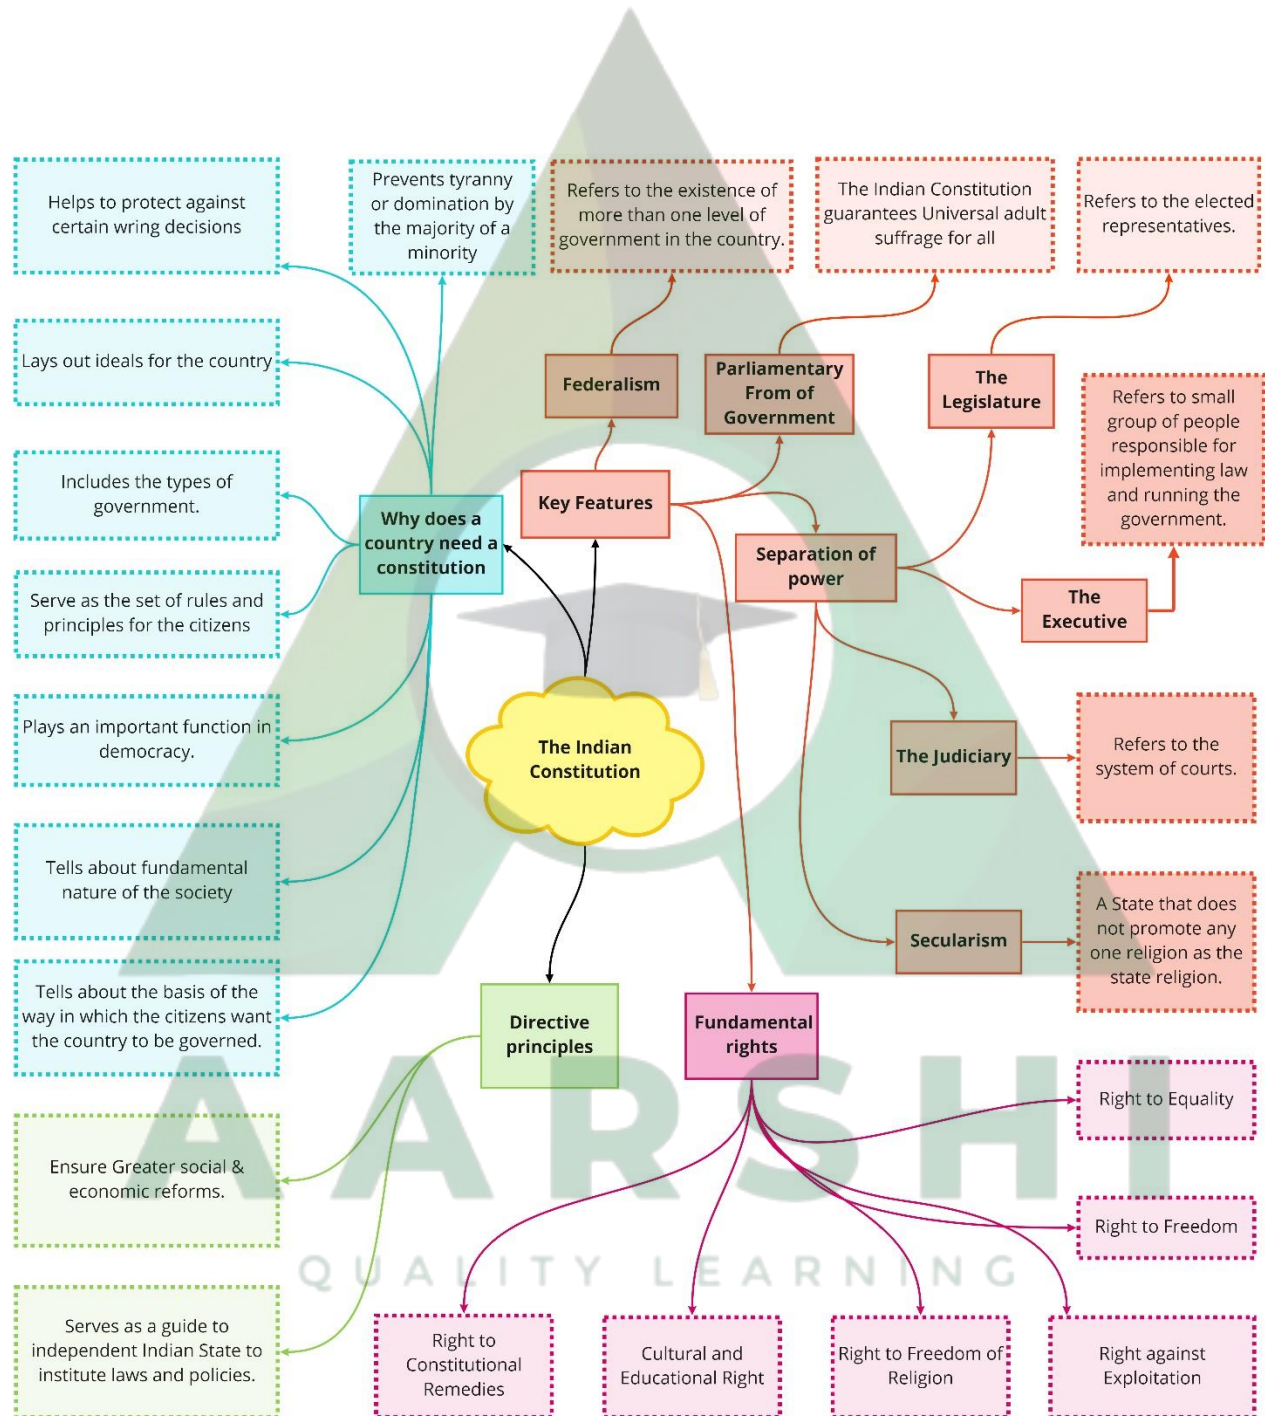 Helps to protect against
certain wring decisions
Prevents tyranny
or domination by
the majority of a
minority
Refers to the existence of
more than one level of
government in the country.
The Indian Constitution
guarantees Universal adult
suffrage for all
Refers to the elected
representatives.
Lays out ideals for the country
Federalism
Parliamentary
From of
Government
The
Legislature
Refers to small
group of people
responsible for
implementing law
and running the
government.
Includes the types of
government.
Why does a
country need a
constitution
Key Features
Separation of
power
The
Executive
Serve as the set of rules and
principles for the citizens
Plays an important function in
democracy.
The Indian
Constitution
The Judiciary
Refers to the
system of courts.
Tells about fundamental
nature of the society
Secularism
A State that does
not promote any
one religion as the
state religion.
Tells about the basis of the
way in which the citizens want
the country to be governed.
Directive
principles
Fundamental
rights
AARSHI
QUALITY LEARNING
Right to Equality
Ensure Greater social &
economic reforms.
Right to Freedom
Serves as a guide to
independent Indian State to
institute laws and policies.
Right to
Constitutional
Remedies
Cultural and
Educational Right
Right to Freedom of
Religion
Right against
Exploitation